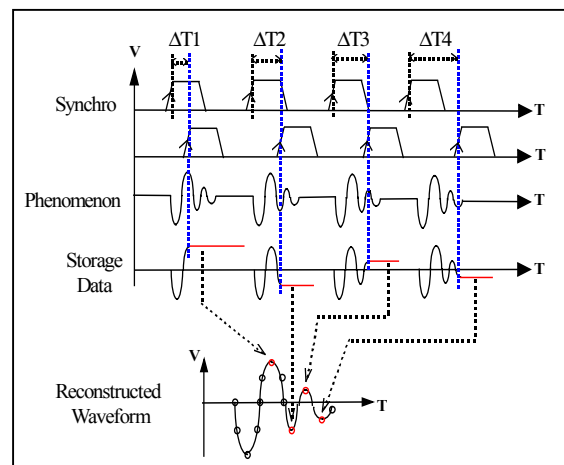 ΔT1 ΔT2 ΔT3 ΔT4
V
Synchro
T
T
Phenomenon
T
Storage
Data
T
V
Reconstructed
Waveform
T